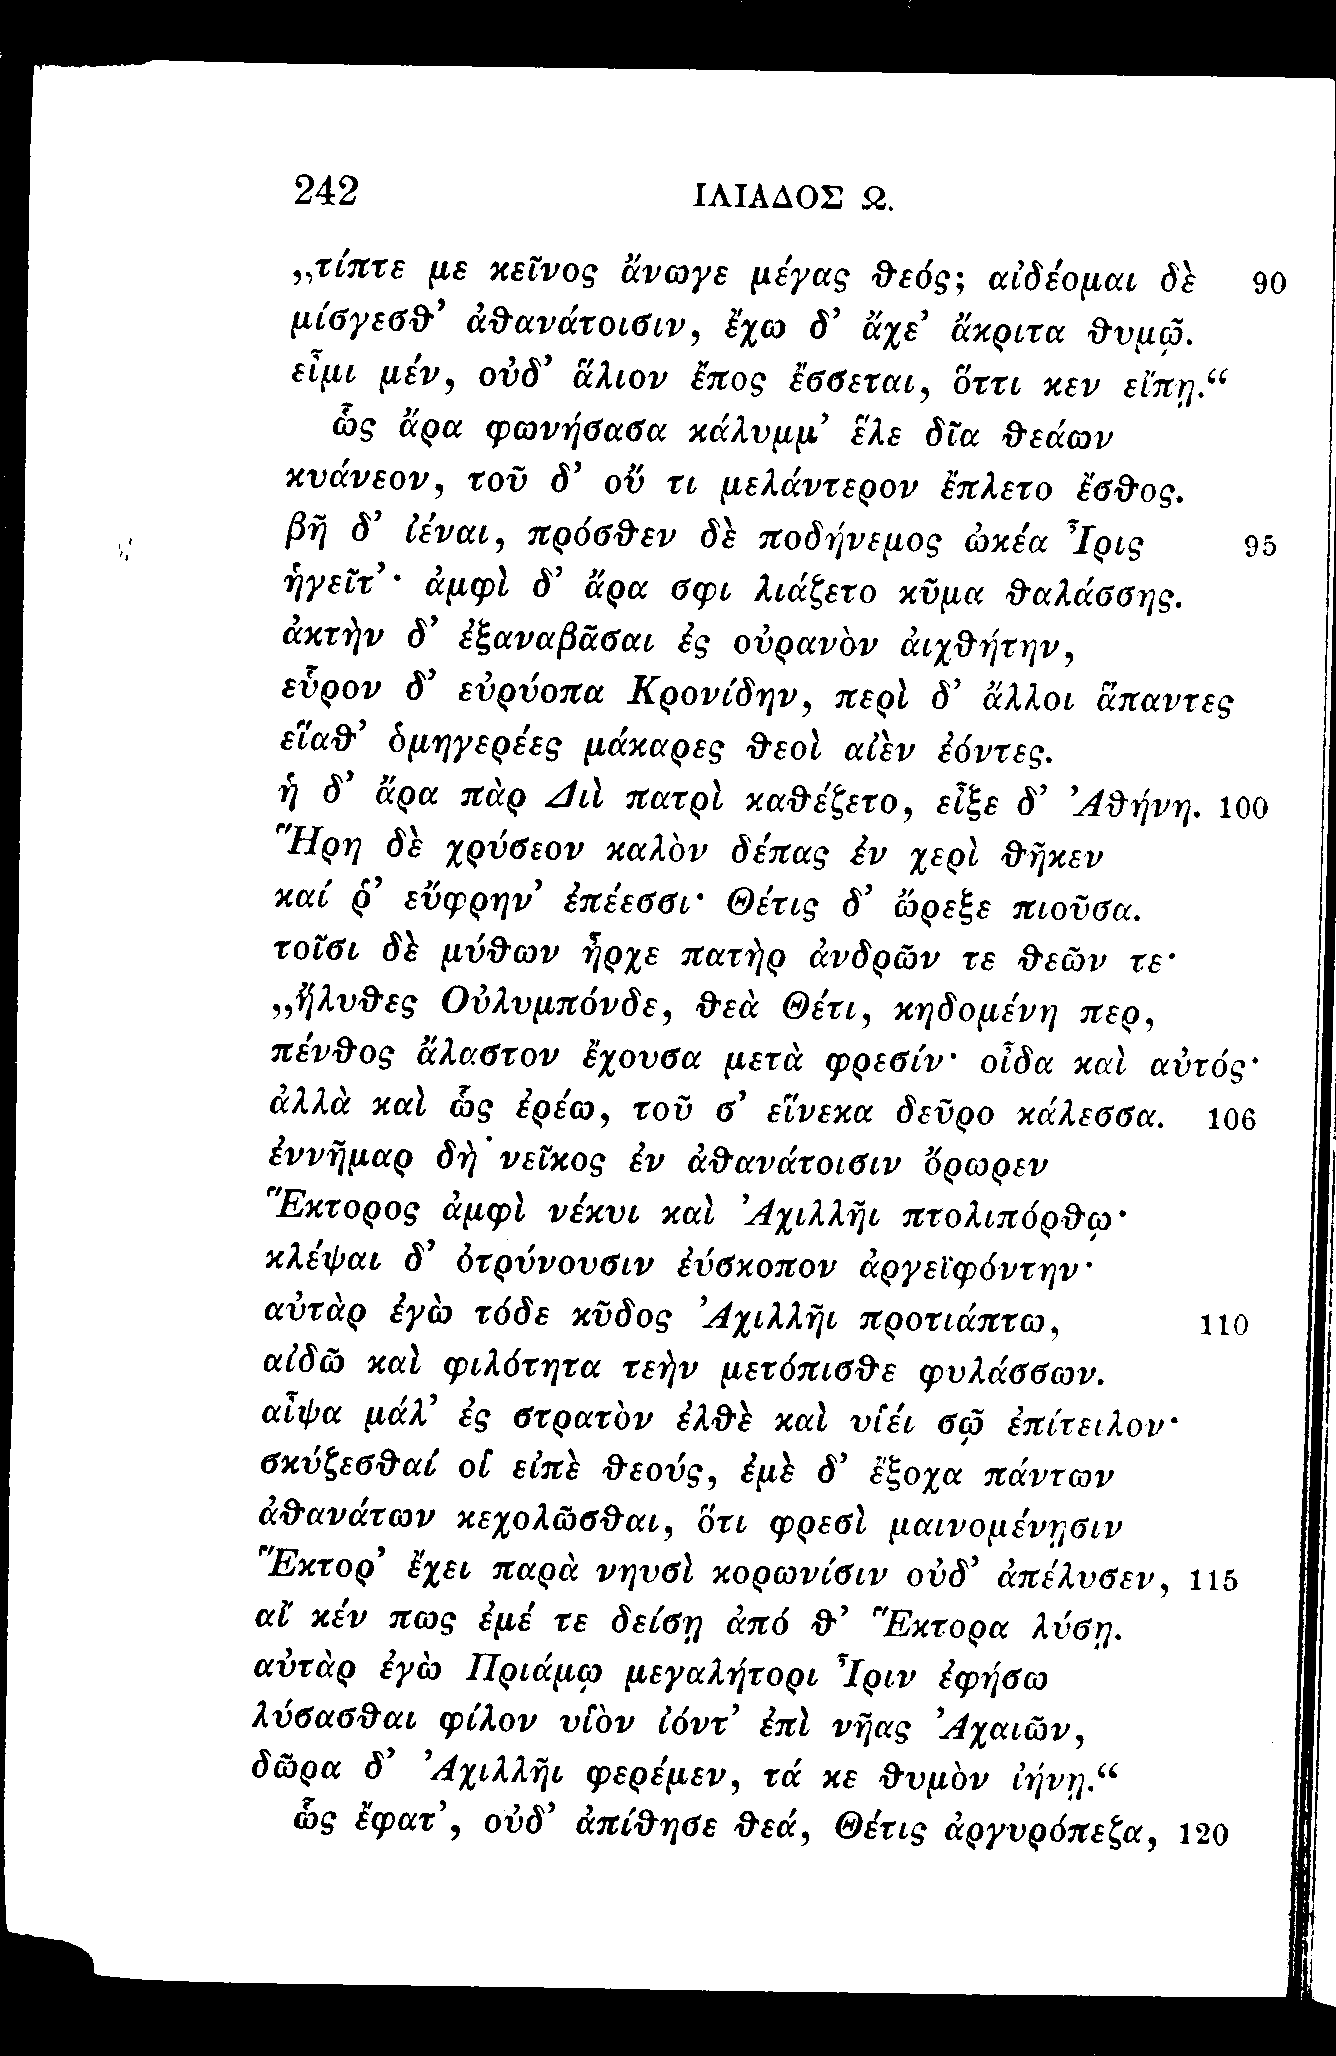 242 ΙΛΙΑΔΟΣ Ω.
„τίπτε με κεῖνος ἄνωγε μέγας θεός; αἰδέομαι δὲ 90
μίσγεσθ’ ἀθανάτοισιν, ἔχω δ’ ἄχε’ ἄκριτα θυμῷ.
εἶμι μέν, οὐδ’ ἅλιον ἔπος ἔσσεται, ὅττι κεν εἴπῃ.“
ὣς ἄρα φωνήσασα κάλυμμ’ ἕλε δῖα θεάων
κυάνεον, τοῦ δ’ οὔ τι μελάντερον ἔπλετο ἔσθος.
βῆ δ’ ἰέναι, πρόσθεν δὲ ποδήνεμος ὠκέα Ἶρις 95
ἡγεῖτ’· ἀμφὶ δ’ ἄρα σφι λιάζετο κῦμα θαλάσσης.
ἀκτὴν δ’ ἐξαναβᾶσαι ἐς οὐρανὸν ἀιχθήτην,
εὗρον δ’ εὐρύοπα Κρονίδην, περὶ δ’ ἄλλοι ἅπαντες
εἵαθ’ ὁμηγερέες μάκαρες θεοὶ αἰὲν ἐόντες.
ἡ δ’ ἄρα πὰρ Διὶ πατρὶ καθέζετο, εἶξε δ’ Ἀθήνη. 100
Ἥρη δὲ χρύσεον καλὸν δέπας ἐν χερὶ θῆκεν
καί ῥ’ εὔφρην’ ἐπέεσσι· Θέτις δ’ ὤρεξε πιοῦσα.
τοῖσι δὲ μύθων ἦρχε πατὴρ ἀνδρῶν τε θεῶν τε·
„ἤλυθες Οὐλυμπόνδε, θεὰ Θέτι, κηδομένη περ,
πένθος ἄλαστον ἔχουσα μετὰ φρεσίν· οἶδα καὶ αὐτός·
ἀλλὰ καὶ ὣς ἐρέω, τοῦ σ’ εἵνεκα δεῦρο κάλεσσα. 106
ἐννῆμαρ δὴ νεῖκος ἐν ἀθανάτοισιν ὄρωρεν
Ἕκτορος ἀμφὶ νέκυι καὶ Ἀχιλλῆι πτολιπόρθῳ·
κλέψαι δ’ ὀτρύνουσιν ἐύσκοπον ἀργεϊφόντην·
αὐτὰρ ἐγὼ τόδε κῦδος Ἀχιλλῆι προτιάπτω, 110
αἰδῶ καὶ φιλότητα τεὴν μετόπισθε φυλάσσων.
αἶψα μάλ’ ἐς στρατὸν ἐλθὲ καὶ υἱέι σῷ ἐπίτειλον·
σκύζεσθαί οἱ εἰπὲ θεούς, ἐμὲ δ’ ἔξοχα πάντων
ἀθανάτων κεχολῶσθαι, ὅτι φρεσὶ μαινομένῃσιν
Ἕκτορ’ ἔχει παρὰ νηυσὶ κορωνίσιν οὐδ’ ἀπέλυσεν, 115
αἴ κέν πως ἐμέ τε δείσῃ ἀπό θ’ Ἕκτορα λύσῃ.
αὐτὰρ ἐγὼ Πριάμῳ μεγαλήτορι Ἶριν ἐφήσω
λύσασθαι φίλον υἱὸν ἰόντ’ ἐπὶ νῆας Ἀχαιῶν,
δῶρα δ’ Ἀχιλλῆι φερέμεν, τά κε θυμὸν ἰήνῃ.“
ὣς ἔφατ’, οὐδ’ ἀπίθησε θεά, Θέτις ἀργυρόπεζα, 120